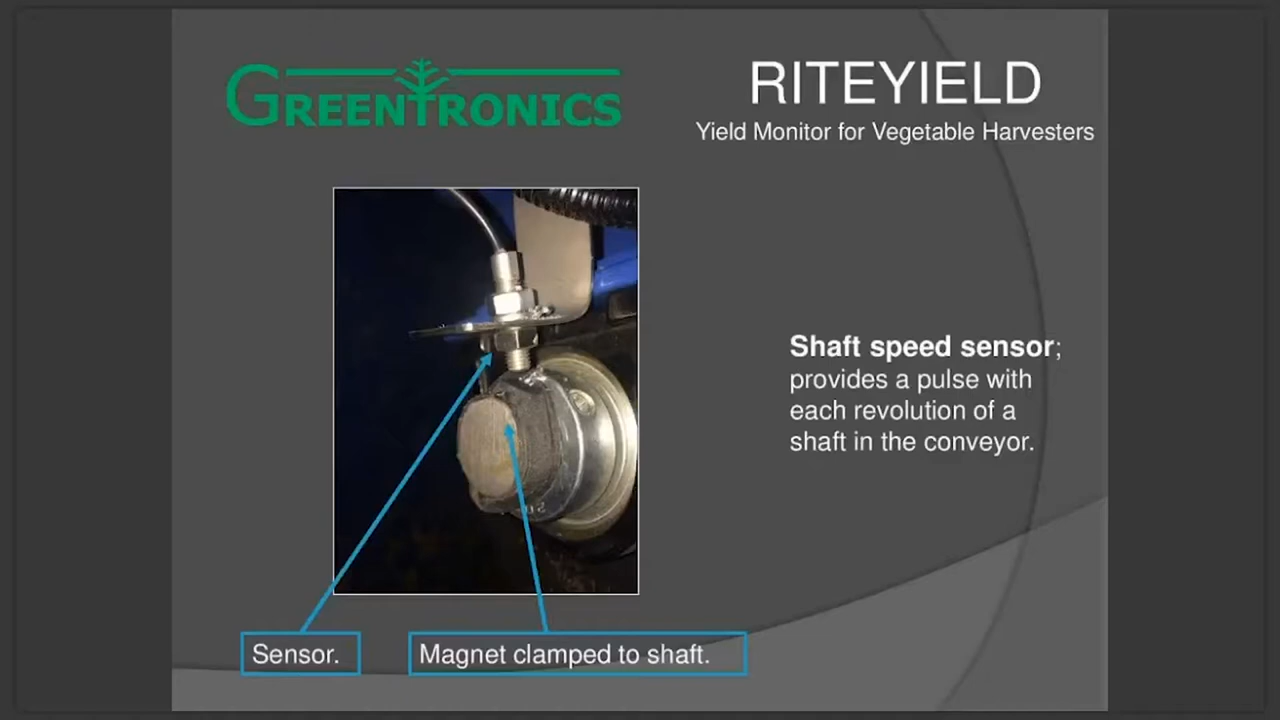 GREENTRONICS
RITEYIELD
Yield Monitor for Vegetable Harvesters
Shaft speed sensor;
provides a pulse with
each revolution of a
shaft in the conveyor.
Sensor.
Magnet clamped to shaft.